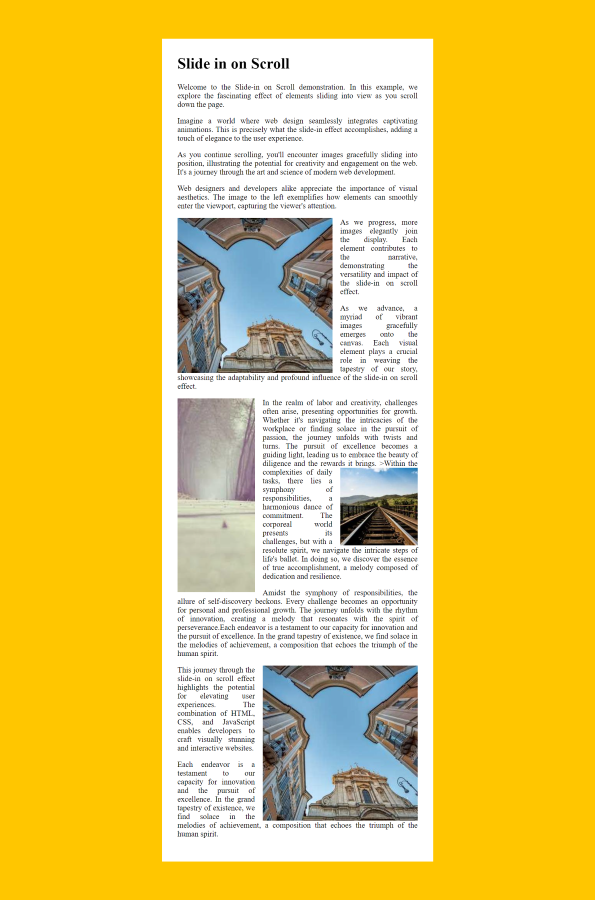 Slide in on Scroll
Welcome to the Slide-in on Scroll demonstration. In this example, we
explore the fascinating effect of elements sliding into view as you scroll
down the page.
Imagine a world where web design seamlessly integrates captivating
animations. This is precisely what the slide-in effect accomplishes, adding a
touch of elegance to the user experience.
As you continue scrolling, you'll encounter images gracefully sliding into
position, illustrating the potential for creativity and engagement on the web.
It's a journey through the art and science of modern web development.
Web designers and developers alike appreciate the importance of visual
aesthetics. The image to the left exemplifies how elements can smoothly
enter the viewport, capturing the viewer's attention.
As we progress, more
images elegantly join
the display. Each
element contributes to
the narrative,
demonstrating the
versatility and impact of
the slide-in on scroll
effect.
As we advance, a
myriad of vibrant
images gracefully
emerges onto the
canvas. Each visual
element plays a crucial
role in weaving the
tapestry of our story,
showcasing the adaptability and profound influence of the slide-in on scroll
effect.
In the realm of labor and creativity, challenges
often arise, presenting opportunities for growth.
Whether it's navigating the intricacies of the
workplace or finding solace in the pursuit of
passion, the journey unfolds with twists and
turns. The pursuit of excellence becomes a
guiding light, leading us to embrace the beauty of
diligence and the rewards it brings. >Within the
complexities of daily
tasks, there lies a
symphony of
responsibilities, a
harmonious dance of
commitment. The
corporeal world
presents its
challenges, but with a
resolute spirit, we navigate the intricate steps of
life's ballet. In doing so, we discover the essence
of true accomplishment, a melody composed of
dedication and resilience.
Amidst the symphony of responsibilities, the
allure of self-discovery beckons. Every challenge becomes an opportunity
for personal and professional growth. The journey unfolds with the rhythm
of innovation, creating a melody that resonates with the spirit of
perseverance.Each endeavor is a testament to our capacity for innovation and
the pursuit of excellence. In the grand tapestry of existence, we find solace in
the melodies of achievement, a composition that echoes the triumph of the
human spirit.
This journey through the
slide-in on scroll effect
highlights the potential
for elevating user
experiences. The
combination of HTML,
CSS, and JavaScript
enables developers to
craft visually stunning
and interactive websites.
Each endeavor is a
testament to our
capacity for innovation
and the pursuit of
excellence. In the grand
tapestry of existence, we
find solace in the
melodies of achievement, a composition that echoes the triumph of the
human spirit.